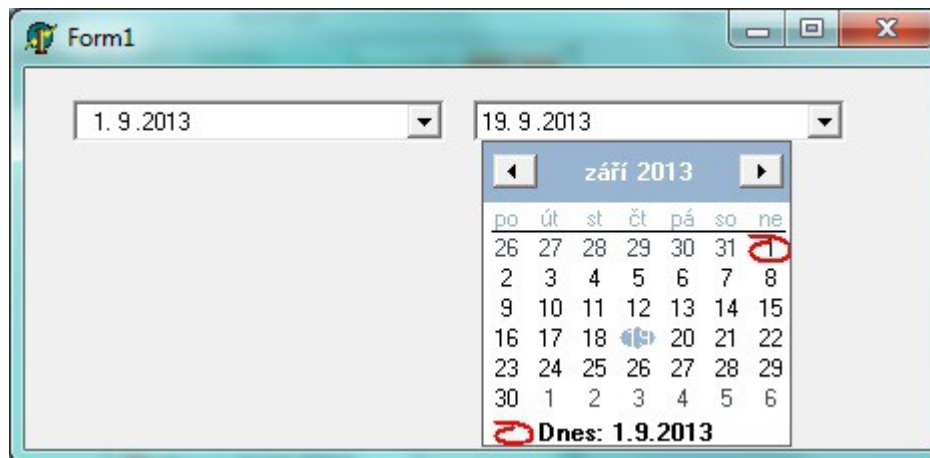 Form1
1. 9 .2013
19. 9 .2013
září 2013
po út st čt pá so ne
26 27 28 29 30 31 1
2 3 4 5 6 7 8
9 10 11 12 13 14 15
16 17 18 19 20 21 22
23 24 25 26 27 28 29
30 1 2 3 4 5 6
Dnes: 1.9.2013